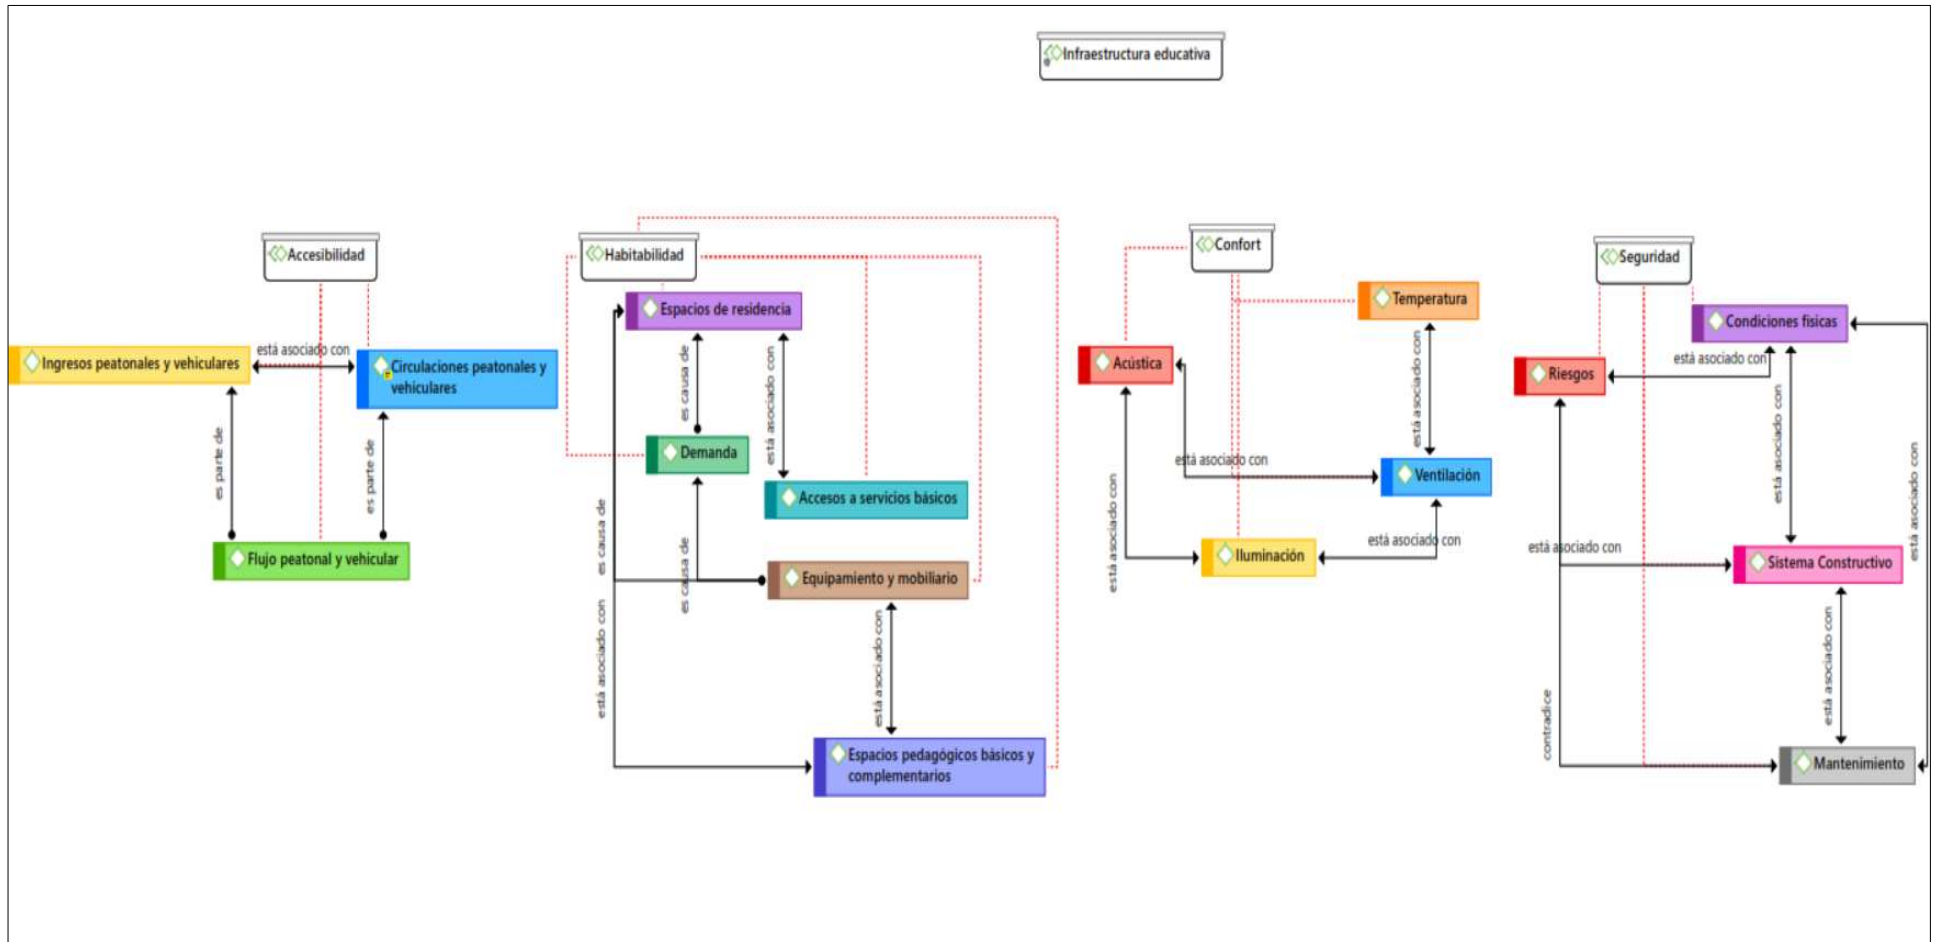 Infraestructura educativa
Accesibilidad
Habitabilidad
Confort
Seguridad
Ingresos peatonales y vehiculares
está asociado con
Circulaciones peatonales y
vehiculares
es parte de
es parte de
Flujo peatonal y vehicular
Espacios de residencia
es causa de
está asociado con
Demanda
Accesos a servicios básicos
es causa de
es causa de
Equipamiento y mobiliario
está asociado con
está asociado con
Espacios pedagógicos básicos y
complementarios
Temperatura
Acústica
está asociado con
está asociado con
Ventilación
está asociado con
está asociado con
Iluminación
Condiciones físicas
está asociado con
Riesgos
está asociado con
está asociado con
está asociado con
Sistema Constructivo
está asociado con
contradice
Mantenimiento